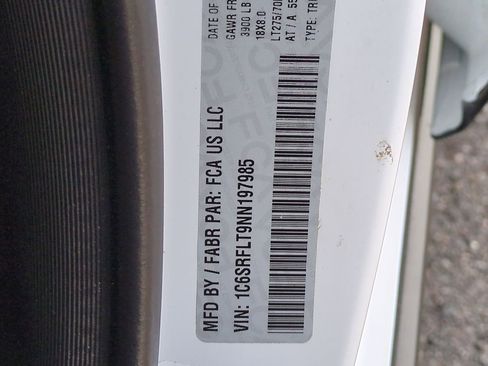 MFD BY / FABR PAR: FCA US LLC
VIN: 1C6SRFLT9NN197985
DATE OF
GAWR FR
3900 LB
18X8.0
LT275/70
AT / A 55
TYPE: TR